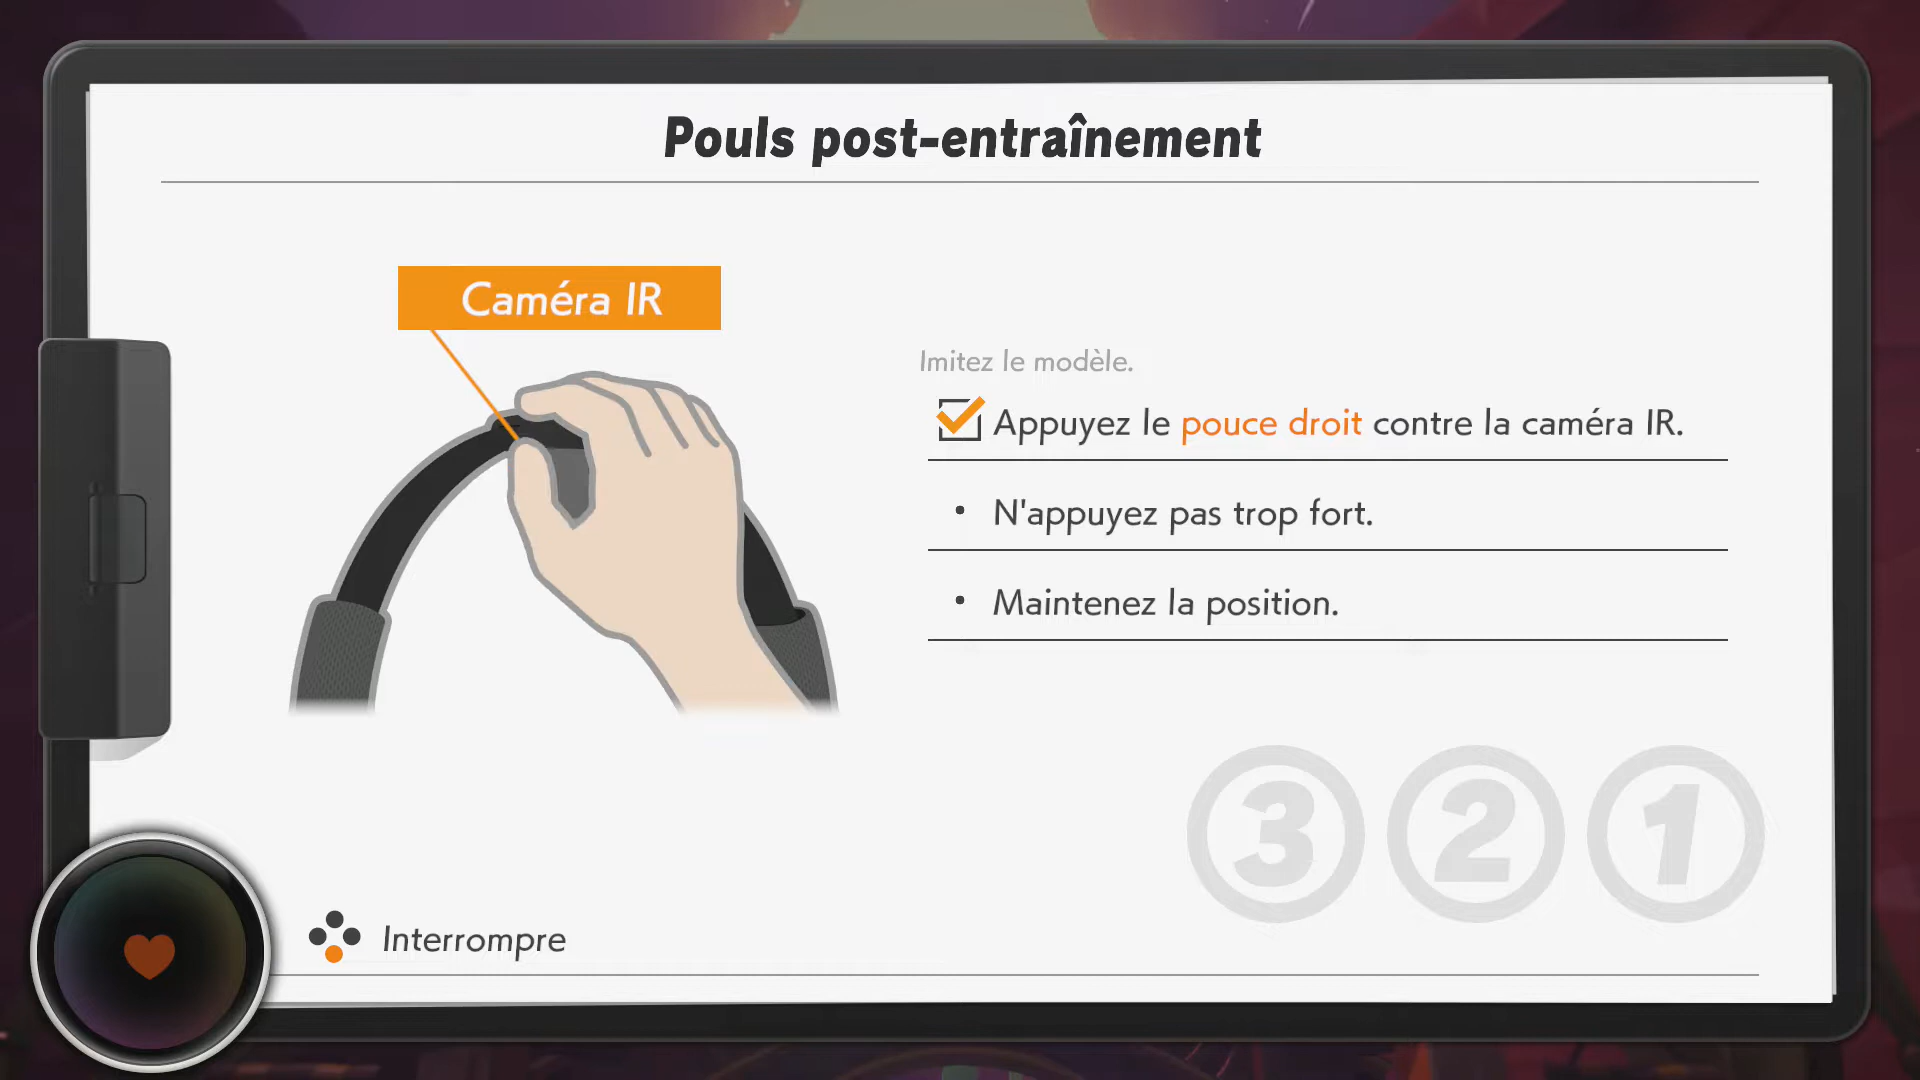 Pouls post-entraînement
Caméra IR
Imitez le modèle.
Appuyez le pouce droit contre la caméra IR.
• N'appuyez pas trop fort.
• Maintenez la position.
3 2 1
Interrompre